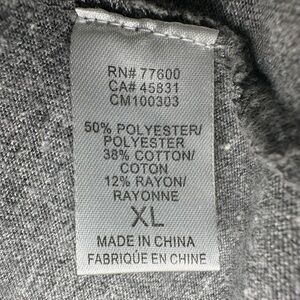 RN# 77600
CA# 45831
CM100303
50% POLYESTER/
POLYESTER
38% COTTON/
COTON
12% RAYON/
RAYONNE
XL
MADE IN CHINA
FABRIQUÉ EN CHINE